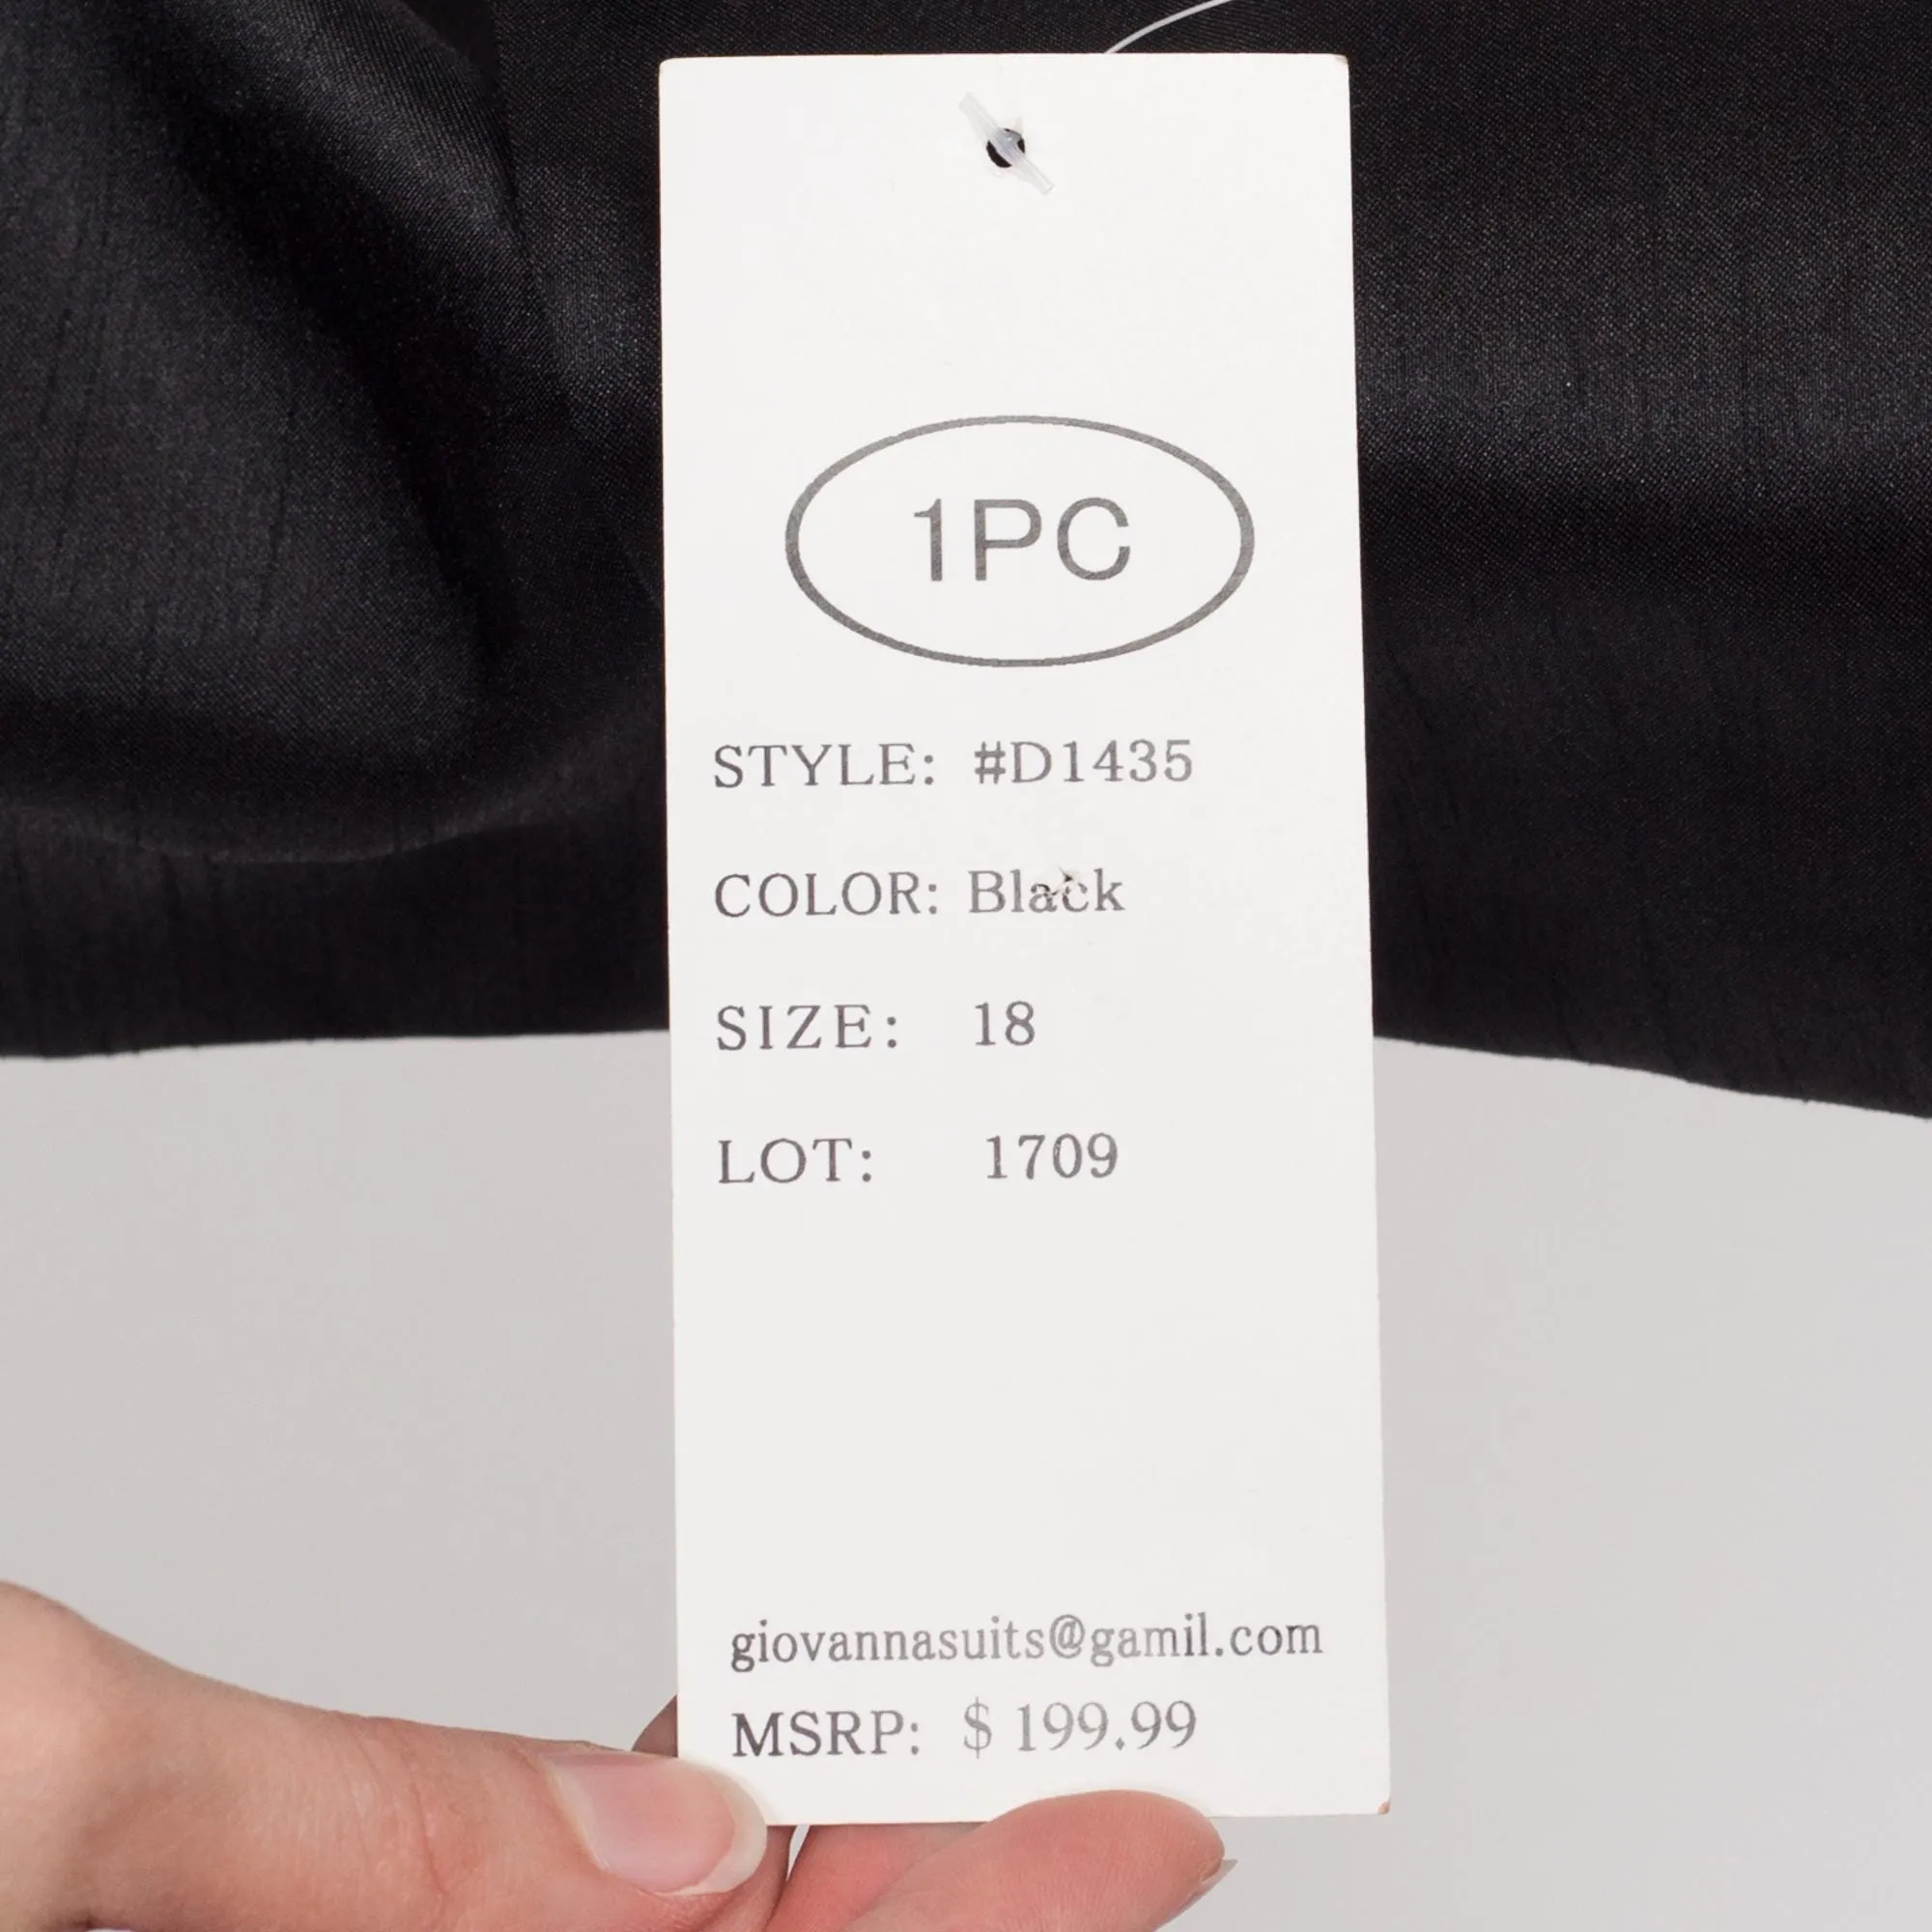 1PC
STYLE: #D1435
COLOR: Black
SIZE: 18
LOT: 1709
giovannasuits@gamil.com
MSRP: $ 199.99